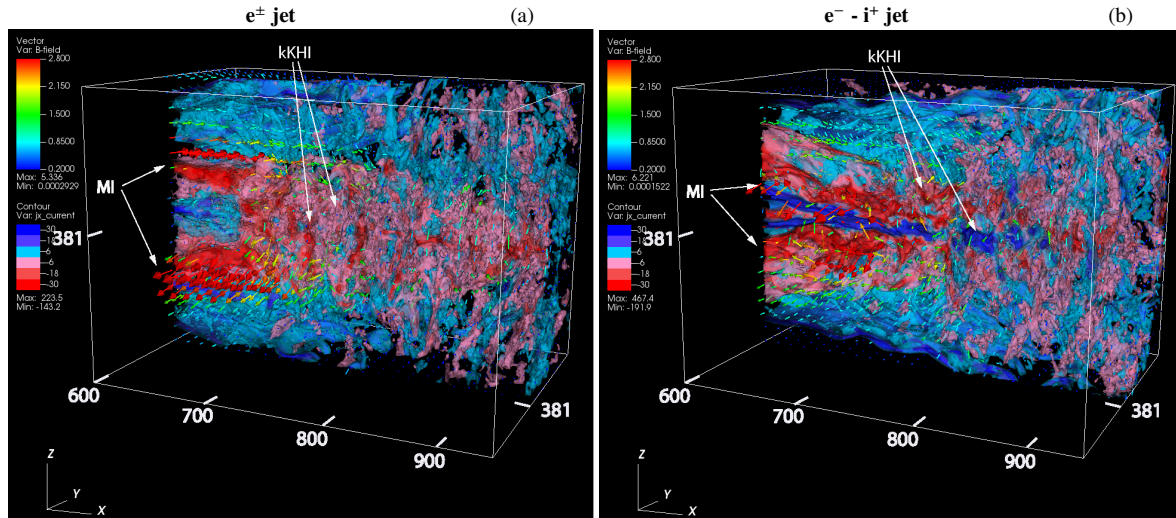 e± jet (a)
Vector
Var: B-field
2.800
2.150
1.500
0.8500
0.2000
Max: 5.336
Min: 0.0002929
Contour
Var: jx_current
30
18
6
-6
-18
-30
Max: 223.5
Min: -143.2
kKHI
MI
381
600
700
800
900
381
Z
Y
X
e⁻ - i⁺ jet (b)
Vector
Var: B-field
2.800
2.150
1.500
0.8500
0.2000
Max: 6.221
Min: 0.0001522
Contour
Var: jx_current
30
18
6
-6
-18
-30
Max: 467.4
Min: -191.9
kKHI
MI
381
600
700
800
900
381
Z
Y
X